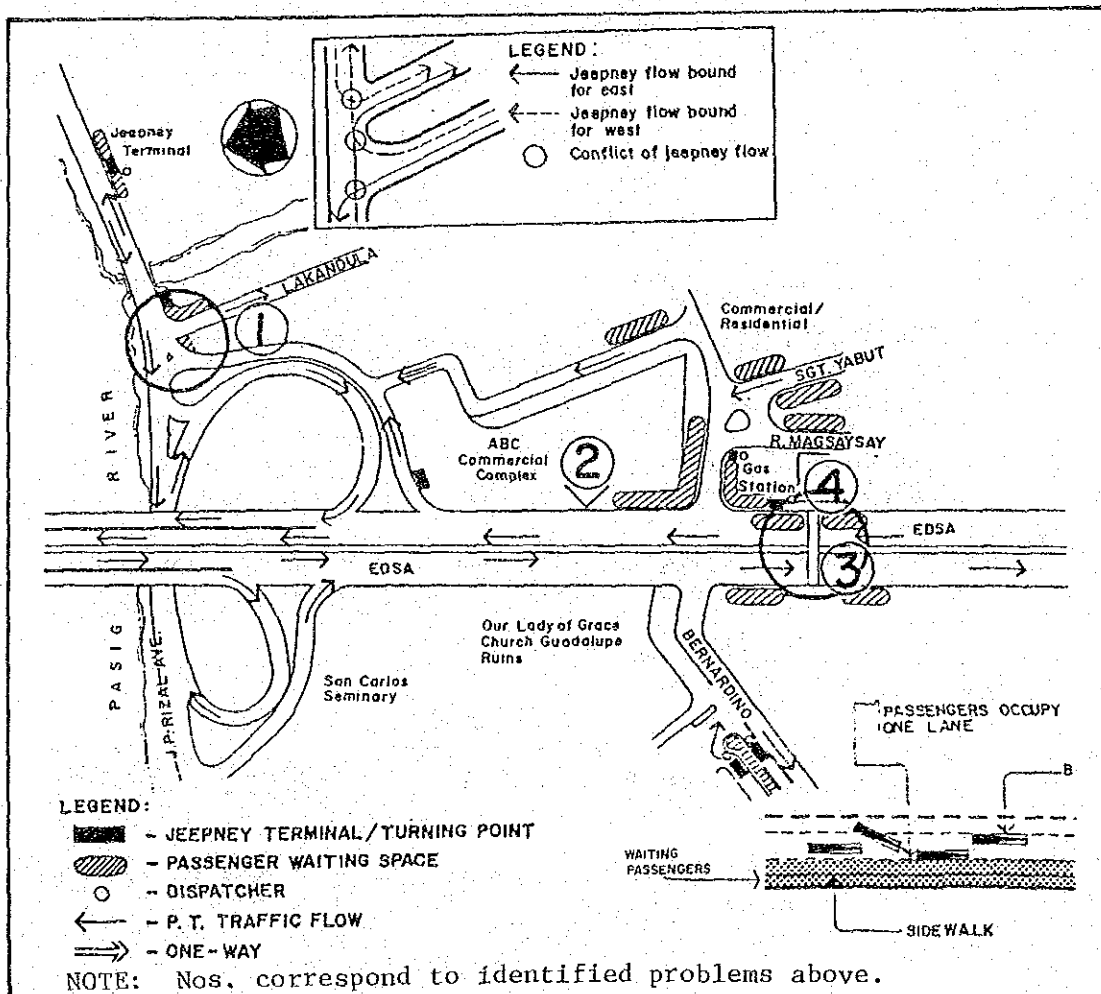 LEGEND:
Jeepney flow bound
for east
Jeepney flow bound
for west
Conflict of jeepney flow
Jeepney
Terminal
LAKANDULA
1
Commercial/
Residential
SGT. YABUT
R. MAGSAYSAY
Gas
Station
4
ABC
Commercial
Complex
2
EDSA
EDSA
3
RIVER
PASIG
J.P. RIZAL AVE.
Our Lady of Grace
Church Guadalupe
Ruins
San Carlos
Seminary
BERNARDINO
PASSENGERS OCCUPY
ONE LANE
B
WAITING
PASSENGERS
SIDEWALK
LEGEND:
- JEEPNEY TERMINAL/TURNING POINT
- PASSENGER WAITING SPACE
- DISPATCHER
- P.T. TRAFFIC FLOW
- ONE-WAY
NOTE: Nos. correspond to identified problems above.